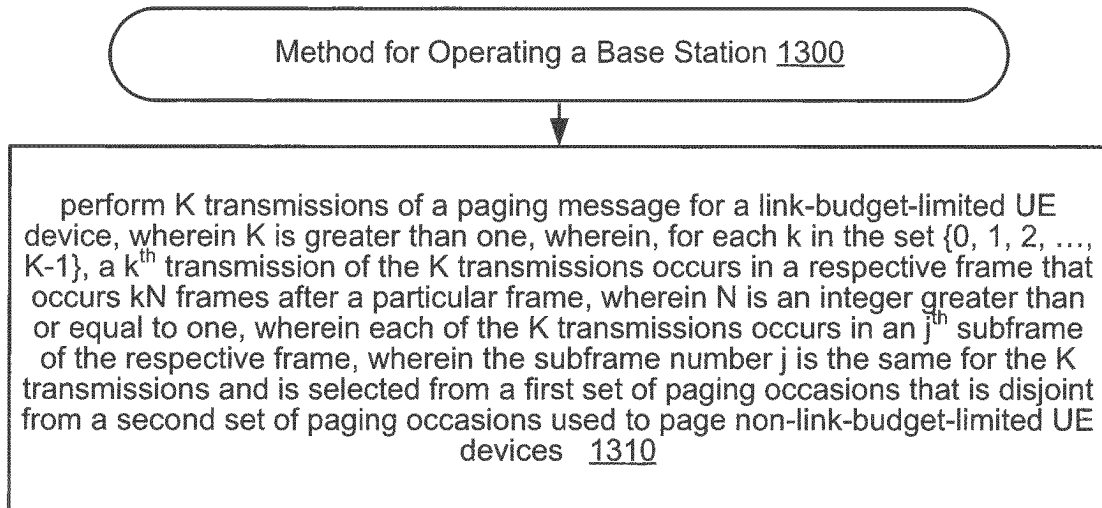 Method for Operating a Base Station 1300
perform K transmissions of a paging message for a link-budget-limited UE
device, wherein K is greater than one, wherein, for each k in the set {0, 1, 2, ...,
K-1}, a kth transmission of the K transmissions occurs in a respective frame that
occurs kN frames after a particular frame, wherein N is an integer greater than
or equal to one, wherein each of the K transmissions occurs in an jth subframe
of the respective frame, wherein the subframe number j is the same for the K
transmissions and is selected from a first set of paging occasions that is disjoint
from a second set of paging occasions used to page non-link-budget-limited UE
devices 1310